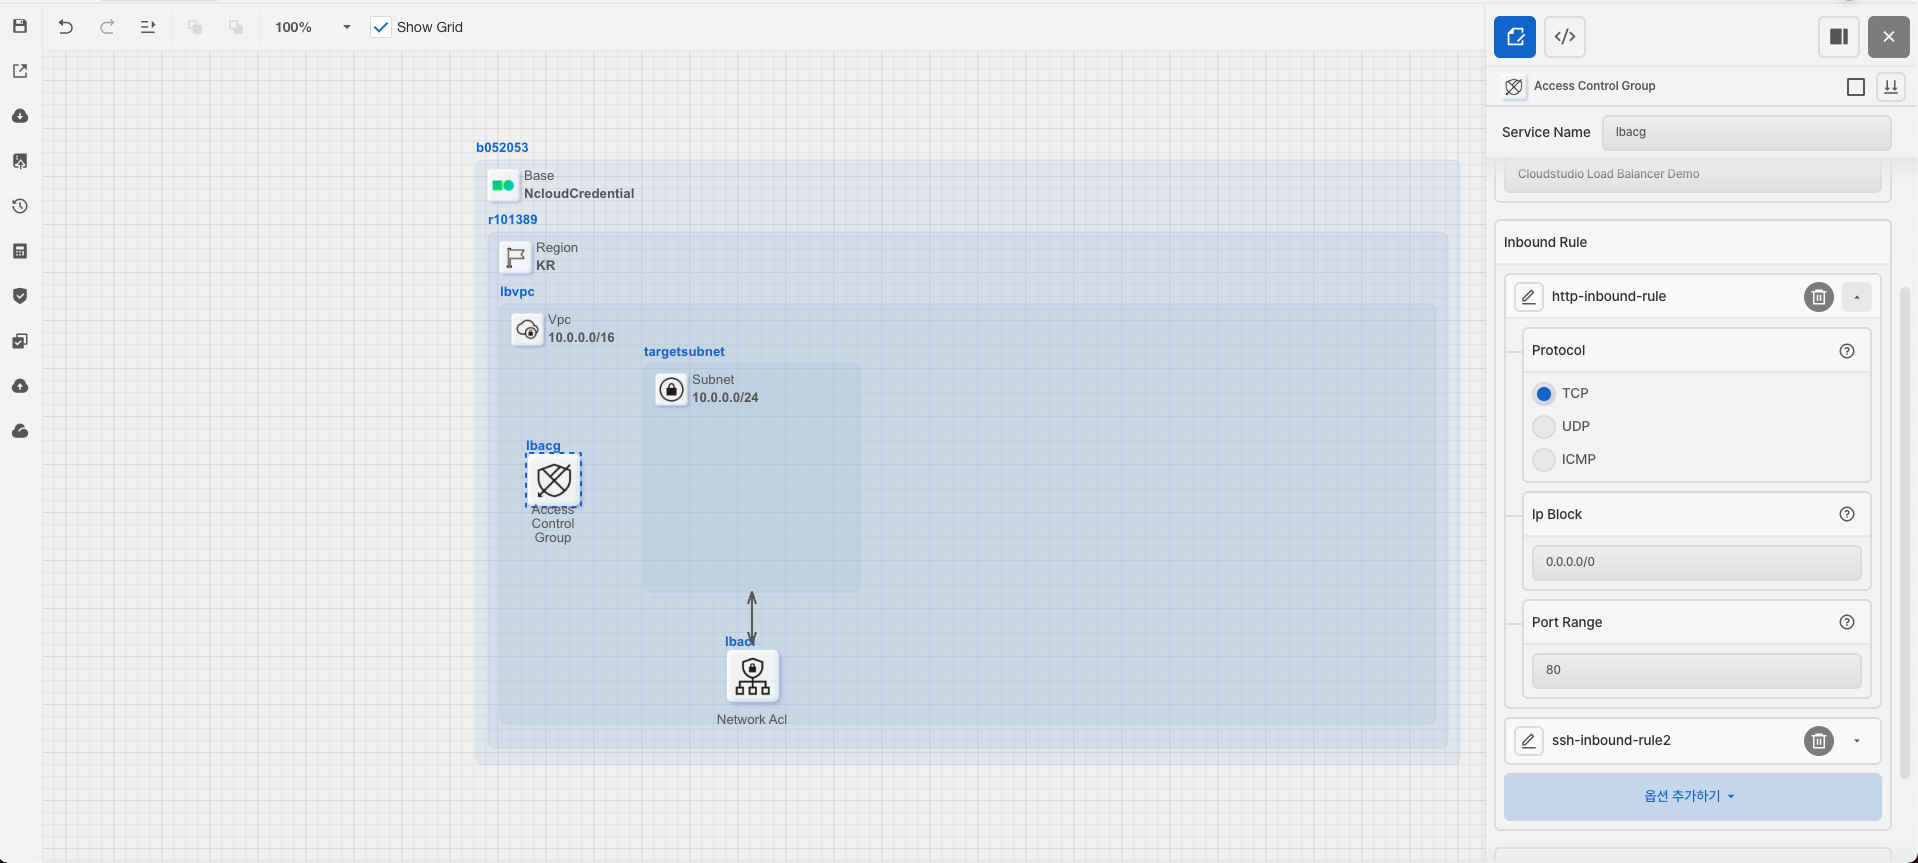 100%
Show Grid
b052053
Base
NcloudCredential
r101389
Region
KR
lbvpc
Vpc
10.0.0.0/16
targetsubnet
Subnet
10.0.0.0/24
lbacg
Access
Control
Group
lbacl
Network Acl
Access Control Group
Service Name
lbacg
Cloudstudio Load Balancer Demo
Inbound Rule
http-inbound-rule
Protocol
TCP
UDP
ICMP
Ip Block
0.0.0.0/0
Port Range
80
ssh-inbound-rule2
옵션 추가하기